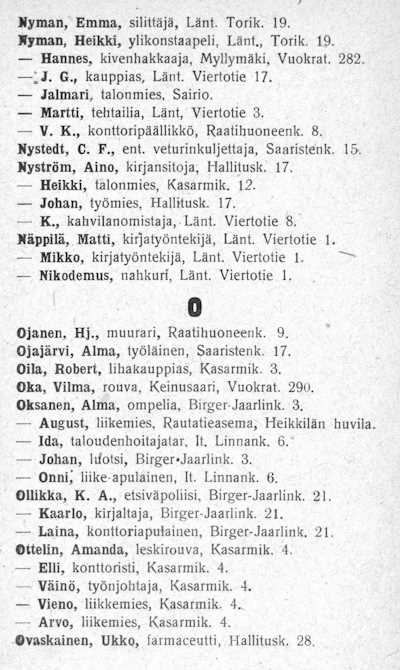 Nyman, Emma, silittäjä, Länt. Torik. 19.
Nyman, Heikki, ylikonstaapeli, Länt., Torik. 19.
— Hannes, kivenhakkaaja, Myllymäki, Vuokrat. 282.
— J. G., kauppias, Länt. Viertotie 17.
— Jalmari, talonmies, Sairio.
— Martti, tehtailia, Länt, Viertotie 3.
— V. K., konttoripäällikkö, Raatihuoneenk. 8.
Nystedt, C. F., ent. veturinkuljettaja, Saaristenk. 15.
Nyström, Aino, kirjansitoja, Hallitusk. 17.
— Heikki, talonmies, Kasarmik. 12.
— Johan, työmies, Hallitusk. 17.
— K., kahvilanomistaja, Länt. Viertotie 8.
Näppilä, Matti, kirjatyöntekijä, Länt. Viertotie 1.
— Mikko, kirjatyöntekijä, Länt. Viertotie 1.
— Nikodemus, nahkuri, Länt. Viertotie 1.
O
Ojanen, Hj., muurari, Raatihuoneenk. 9.
Ojajärvi, Alma, työläinen, Saaristenk. 17.
Oila, Robert, lihakauppias, Kasarmik. 3.
Oka, Vilma, rouva, Keinusaari, Vuokrat. 290.
Oksanen, Alma, ompelia, Birger-Jaarlink. 3.
— August, liikemies, Rautatieasema, Heikkilän huvila.
— Ida, taloudenhoitajatar, It. Linnank. 6.
— Johan, luotsi, Birger-Jaarlink. 3.
— Onni, liike-apulainen, It. Linnank. 6.
Ollikka, K. A., etsiväpoliisi, Birger-Jaarlink. 21.
— Kaarlo, kirjaltaja, Birger-Jaarlink. 21.
— Laina, konttoriapulainen, Birger-Jaarlink. 21.
Ottelin, Amanda, leskirouva, Kasarmik. 4.
— Elli, konttoristi, Kasarmik. 4.
— Väinö, työnjohtaja, Kasarmik. 4.
— Vieno, liikkemies, Kasarmik. 4.
— Arvo, liikemies, Kasarmik. 4.
Ovaskainen, Ukko, farmaceutti, Hallitusk. 28.